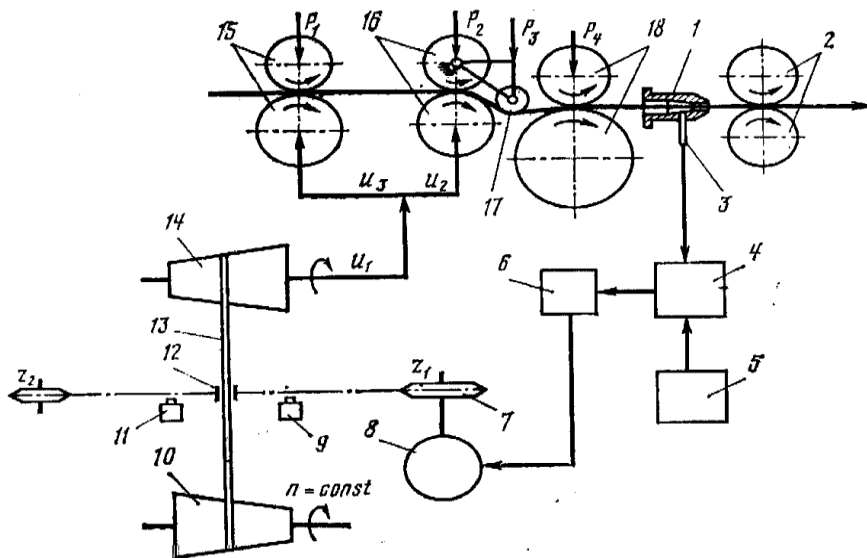 15 P₁ 16 P₂ P₃ P₄ 18 1 2
u₃ u₂ 17 3
14 u₁ 6 4
13
z₂ 12 z₁ 5
11 9 8 7
10 n = const